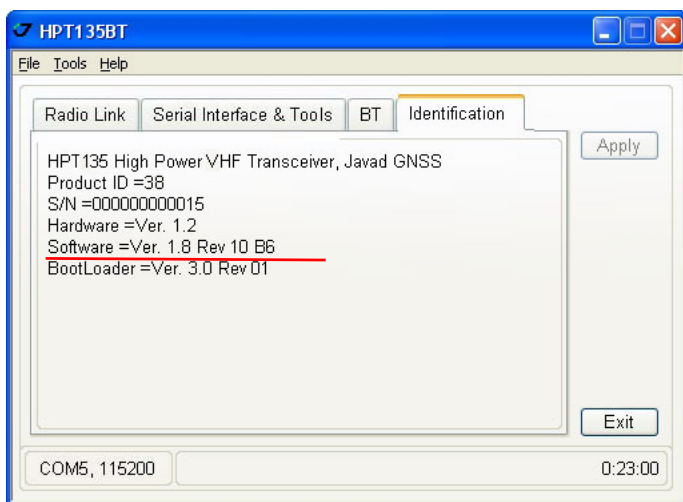 HPT135BT
File Tools Help
Radio Link Serial Interface & Tools BT Identification
Apply
HPT135 High Power VHF Transceiver, Javad GNSS
Product ID =38
S/N =000000000015
Hardware =Ver. 1.2
Software =Ver. 1.8 Rev 10 B6
BootLoader =Ver. 3.0 Rev 01
Exit
COM5, 115200 0:23:00